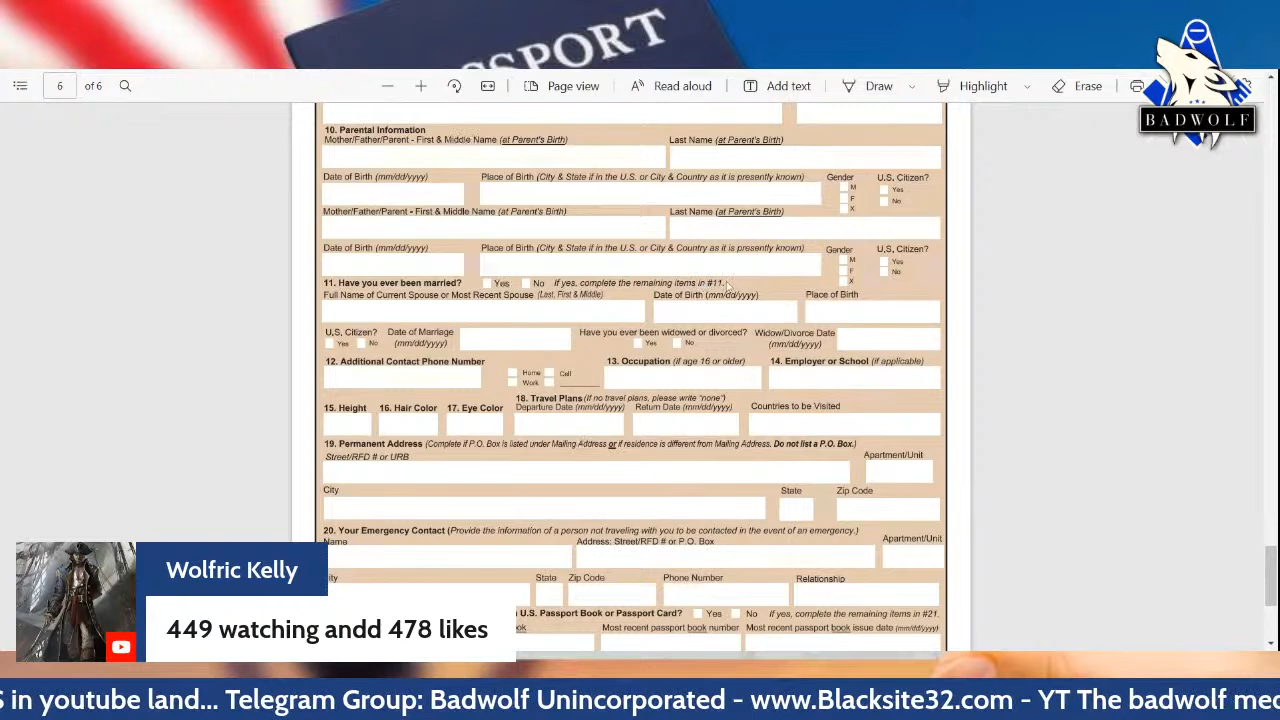 SSPORT
6 of 6
Page view
Read aloud
Add text
Draw
Highlight
Erase
BADWOLF
10. Parental Information
Mother/Father/Parent - First & Middle Name (at Parent's Birth) Last Name (at Parent's Birth)
Date of Birth (mm/dd/yyyy) Place of Birth (City & State if in the U.S. or City & Country as it is presently known) Gender U.S. Citizen?
M Yes
F No
X
Mother/Father/Parent - First & Middle Name (at Parent's Birth) Last Name (at Parent's Birth)
Date of Birth (mm/dd/yyyy) Place of Birth (City & State if in the U.S. or City & Country as it is presently known) Gender U.S. Citizen?
M Yes
F No
X
11. Have you ever been married? Yes No If yes, complete the remaining items in #11.
Full Name of Current Spouse or Most Recent Spouse (Last, First & Middle) Date of Birth (mm/dd/yyyy) Place of Birth
U.S. Citizen? Date of Marriage Have you ever been widowed or divorced? Widow/Divorce Date
Yes No (mm/dd/yyyy) Yes No (mm/dd/yyyy)
12. Additional Contact Phone Number 13. Occupation (if age 16 or older) 14. Employer or School (if applicable)
Home Cell
Work
18. Travel Plans (If no travel plans, please write "none")
15. Height 16. Hair Color 17. Eye Color Departure Date (mm/dd/yyyy) Return Date (mm/dd/yyyy) Countries to be Visited
19. Permanent Address (Complete if P.O. Box is listed under Mailing Address or if residence is different from Mailing Address. Do not list a P.O. Box.)
Street/RFD # or URB Apartment/Unit
City State Zip Code
20. Your Emergency Contact (Provide the information of a person not traveling with you to be contacted in the event of an emergency.)
Name Address: Street/RFD # or P.O. Box Apartment/Unit
ity State Zip Code Phone Number Relationship
U.S. Passport Book or Passport Card? Yes No If yes, complete the remaining items in #21.
ok Most recent passport book number Most recent passport book issue date (mm/dd/yyyy)
Wolfric Kelly
449 watching andd 478 likes
S in youtube land... Telegram Group: Badwolf Unincorporated - www.Blacksite32.com - YT The badwolf med